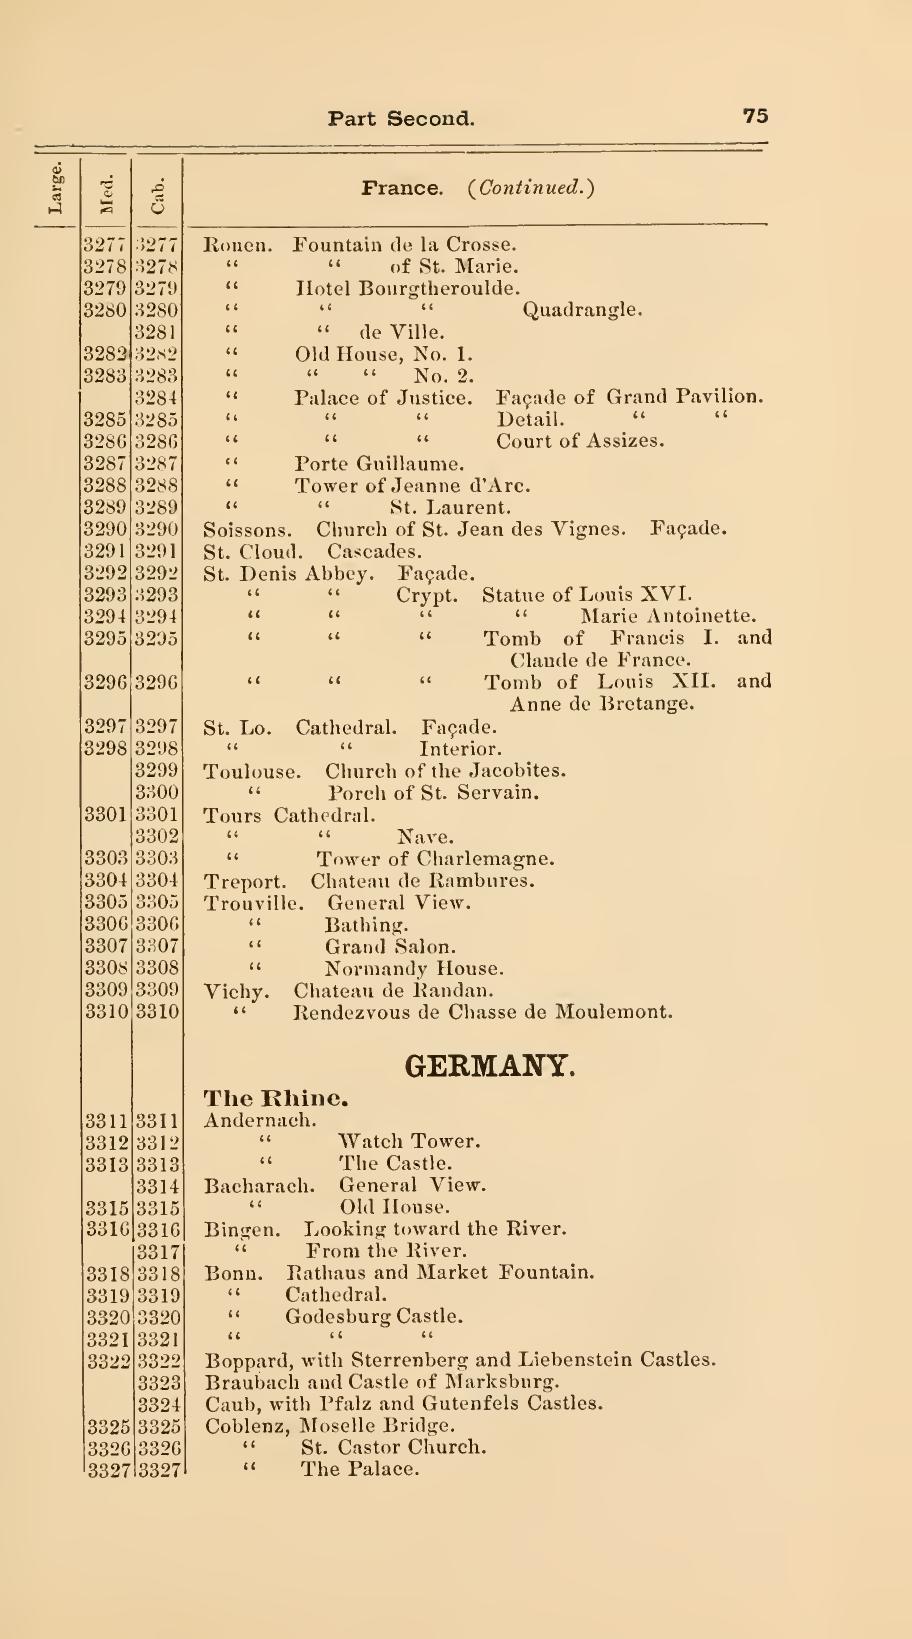 Part Second. 75
Large. Med. Cab. France. (Continued.)
3277 3277 Rouen. Fountain de la Crosse.
3278 3278 “ “ of St. Marie.
3279 3279 “ Hotel Bourgtheroulde.
3280 3280 “ “ “ Quadrangle.
3281 “ “ de Ville.
3282 3282 “ Old House, No. 1.
3283 3283 “ “ “ No. 2.
3284 “ Palace of Justice. Façade of Grand Pavilion.
3285 3285 “ “ “ Detail. “ “
3286 3286 “ “ “ Court of Assizes.
3287 3287 “ Porte Guillaume.
3288 3288 “ Tower of Jeanne d'Arc.
3289 3289 “ “ St. Laurent.
3290 3290 Soissons. Church of St. Jean des Vignes. Façade.
3291 3291 St. Cloud. Cascades.
3292 3292 St. Denis Abbey. Façade.
3293 3293 “ “ Crypt. Statue of Louis XVI.
3294 3294 “ “ “ “ Marie Antoinette.
3295 3295 “ “ “ Tomb of Francis I. and
Claude de France.
3296 3296 “ “ “ Tomb of Louis XII. and
Anne de Bretange.
3297 3297 St. Lo. Cathedral. Façade.
3298 3298 “ “ Interior.
3299 Toulouse. Church of the Jacobites.
3300 “ Porch of St. Servain.
3301 3301 Tours Cathedral.
3302 “ “ Nave.
3303 3303 “ Tower of Charlemagne.
3304 3304 Treport. Chateau de Rambures.
3305 3305 Trouville. General View.
3306 3306 “ Bathing.
3307 3307 “ Grand Salon.
3308 3308 “ Normandy House.
3309 3309 Vichy. Chateau de Randan.
3310 3310 “ Rendezvous de Chasse de Moulemont.
GERMANY.
The Rhine.
3311 3311 Andernach.
3312 3312 “ Watch Tower.
3313 3313 “ The Castle.
3314 Bacharach. General View.
3315 3315 “ Old House.
3316 3316 Bingen. Looking toward the River.
3317 “ From the River.
3318 3318 Bonn. Rathaus and Market Fountain.
3319 3319 “ Cathedral.
3320 3320 “ Godesburg Castle.
3321 3321 “ “ “
3322 3322 Boppard, with Sterrenberg and Liebenstein Castles.
3323 Braubach and Castle of Marksburg.
3324 Caub, with Pfalz and Gutenfels Castles.
3325 3325 Coblenz, Moselle Bridge.
3326 3326 “ St. Castor Church.
3327 3327 “ The Palace.